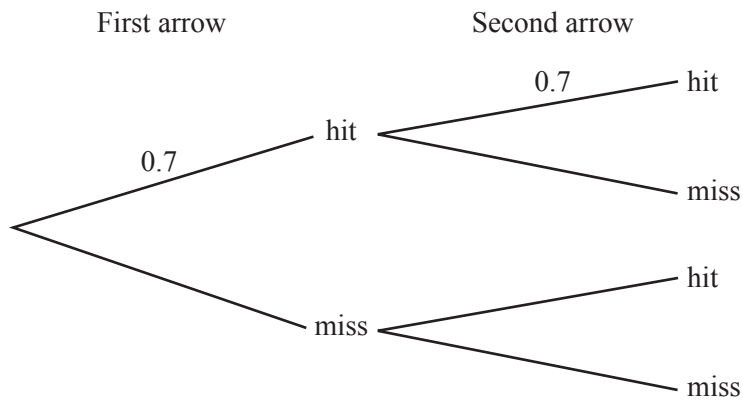 First arrow Second arrow
0.7 hit
hit
0.7
miss
hit
miss
miss